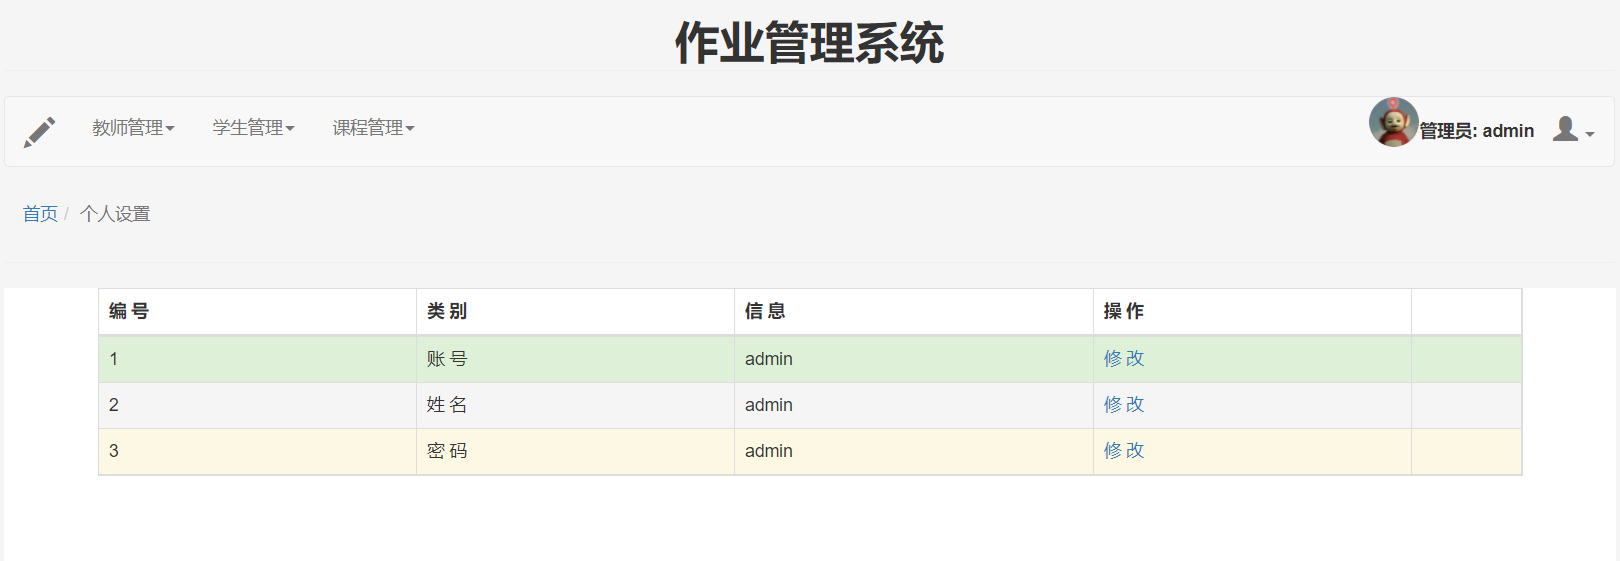 作业管理系统
教师管理 学生管理 课程管理 管理员: admin
首页 / 个人设置
编 号 类 别 信 息 操 作
1 账 号 admin 修 改
2 姓 名 admin 修 改
3 密 码 admin 修 改